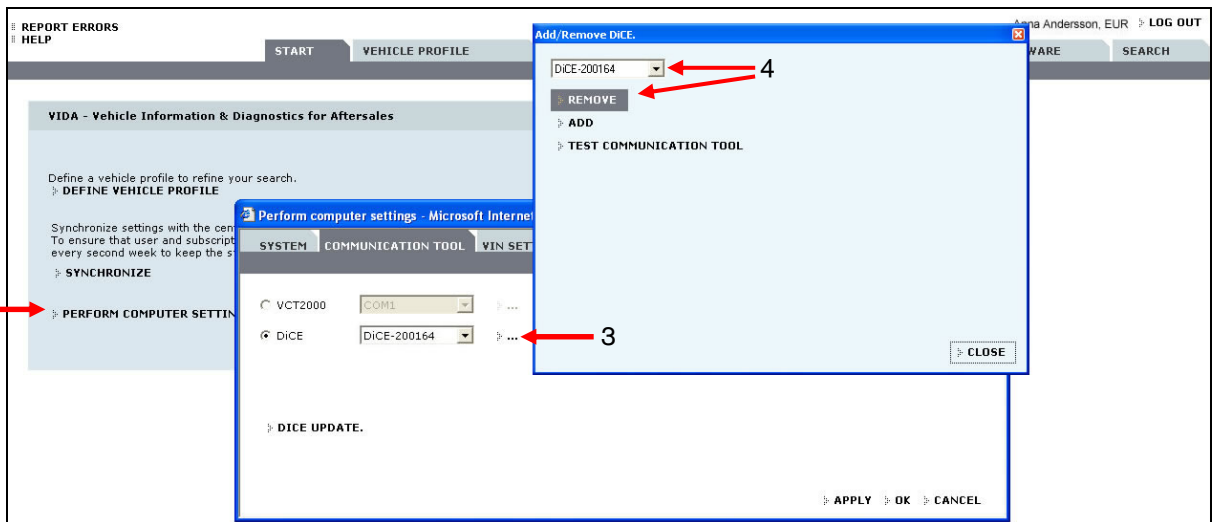 REPORT ERRORS
HELP
Anna Andersson, EUR LOG OUT
START VEHICLE PROFILE WARE SEARCH
VIDA - Vehicle Information & Diagnostics for Aftersales
Define a vehicle profile to refine your search.
DEFINE VEHICLE PROFILE
Synchronize settings with the cen
To ensure that user and subscript
every second week to keep the s
SYNCHRONIZE
PERFORM COMPUTER SETTIN
Add/Remove DiCE.
DiCE-200164
4
REMOVE
ADD
TEST COMMUNICATION TOOL
CLOSE
Perform computer settings - Microsoft Internet
SYSTEM COMMUNICATION TOOL VIN SET
VCT2000 COM1 ...
DiCE DiCE-200164 ... 3
DICE UPDATE.
APPLY OK CANCEL